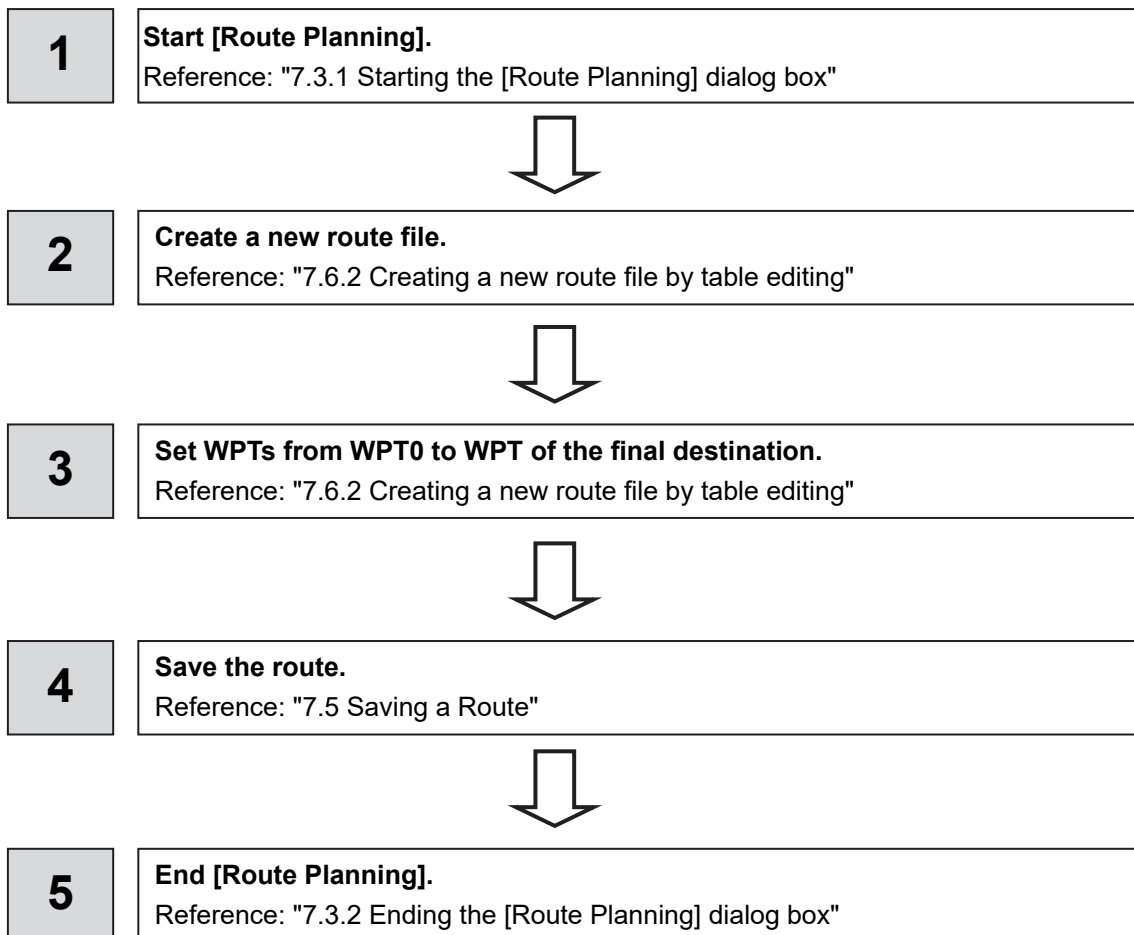 1
Start [Route Planning].
Reference: "7.3.1 Starting the [Route Planning] dialog box"
2
Create a new route file.
Reference: "7.6.2 Creating a new route file by table editing"
3
Set WPTs from WPT0 to WPT of the final destination.
Reference: "7.6.2 Creating a new route file by table editing"
4
Save the route.
Reference: "7.5 Saving a Route"
5
End [Route Planning].
Reference: "7.3.2 Ending the [Route Planning] dialog box"